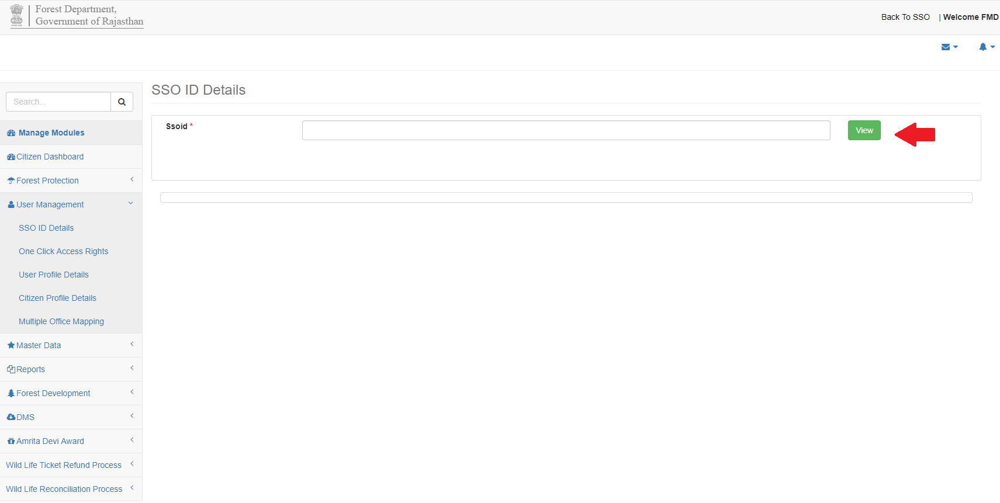 Forest Department,
Government of Rajasthan
Back To SSO | Welcome FMD
SSO ID Details
Search...
Manage Modules
Citizen Dashboard
Forest Protection
User Management
SSO ID Details
One Click Access Rights
User Profile Details
Citizen Profile Details
Multiple Office Mapping
Master Data
Reports
Forest Development
DMS
Amrita Devi Award
Wild Life Ticket Refund Process
Wild Life Reconciliation Process
Ssoid *
View